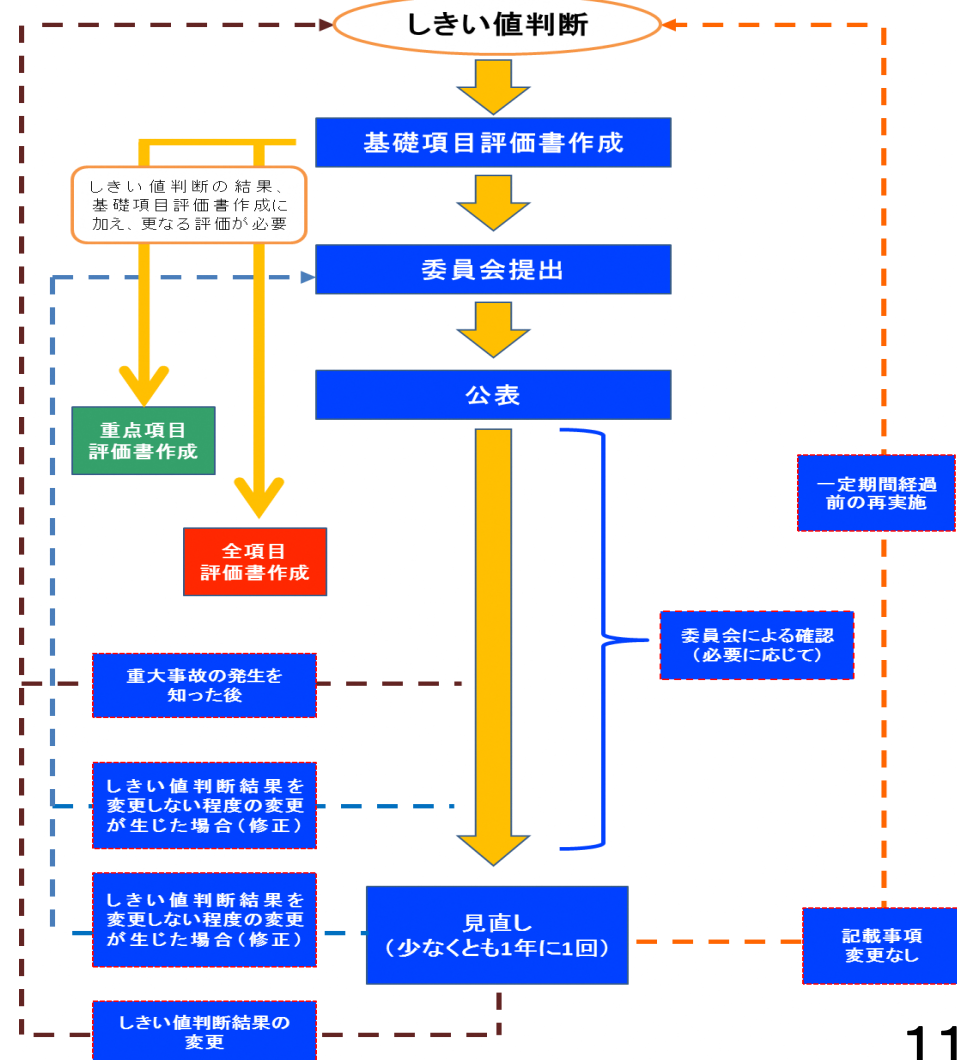 しきい値判断
基礎項目評価書作成
しきい値判断の結果、
基礎項目評価書作成に
加え、更なる評価が必要
委員会提出
公表
重点項目
評価書作成
一定期間経過
前の再実施
全項目
評価書作成
委員会による確認
（必要に応じて）
重大事故の発生を
知った後
しきい値判断結果を
変更しない程度の変更
が生じた場合（修正）
しきい値判断結果を
変更しない程度の変更
が生じた場合（修正）
見直し
（少なくとも1年に1回）
記載事項
変更なし
しきい値判断結果の
変更
11